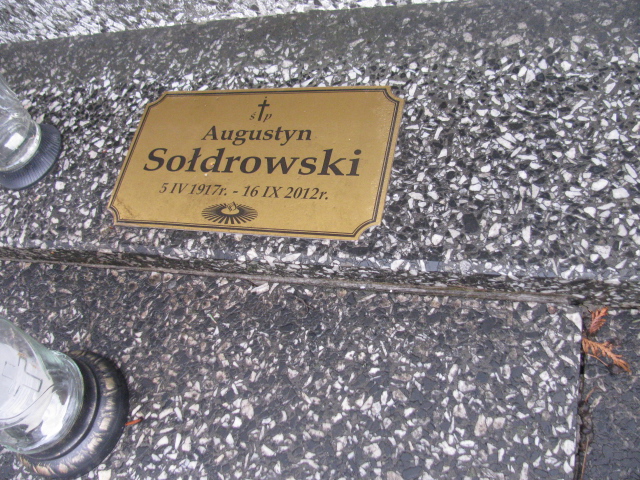 ś p
Augustyn
Sołdrowski
5 IV 1917r. - 16 IX 2012r.